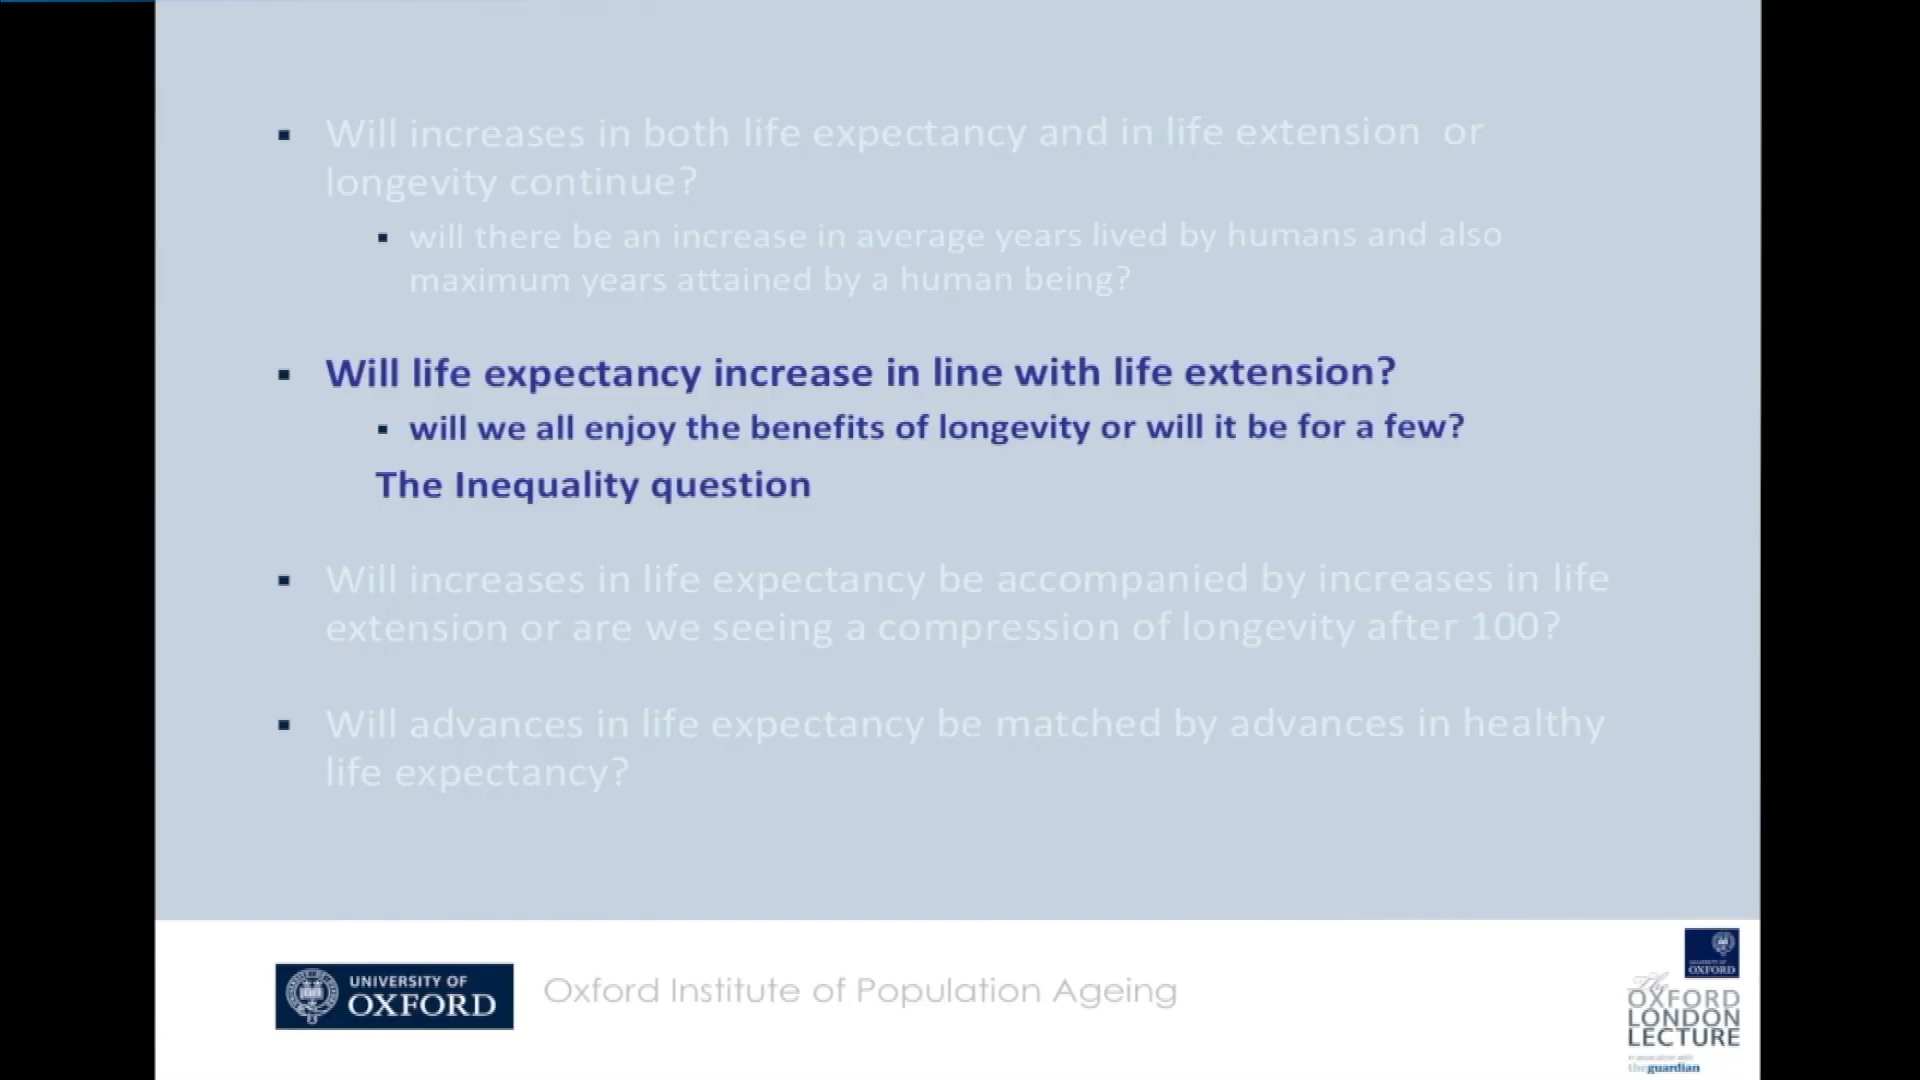 ▪ Will increases in both life expectancy and in life extension or
longevity continue?
▪ will there be an increase in average years lived by humans and also
maximum years attained by a human being?
▪ Will life expectancy increase in line with life extension?
▪ will we all enjoy the benefits of longevity or will it be for a few?
The Inequality question
▪ Will increases in life expectancy be accompanied by increases in life
extension or are we seeing a compression of longevity after 100?
▪ Will advances in life expectancy be matched by advances in healthy
life expectancy?
UNIVERSITY OF
OXFORD
Oxford Institute of Population Ageing
OXFORD
The
OXFORD
LONDON
LECTURE
theguardian